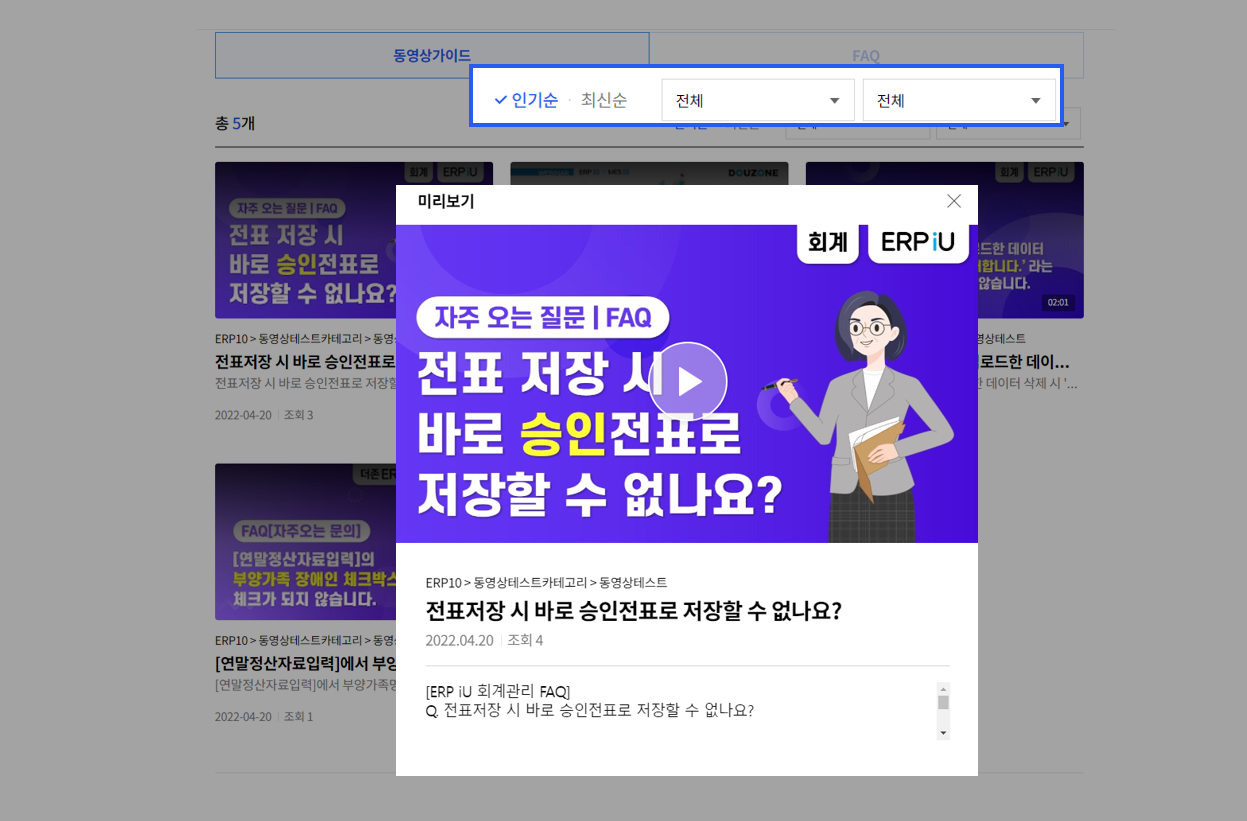 동영상가이드
FAQ
인기순 · 최신순
전체
전체
총 5개
회계 ERP iU
자주 오는 질문 | FAQ
전표 저장 시
바로 승인전표로
저장할 수 없나요?
ERP10 > 동영상테스트카테고리 > 동영
전표저장 시 바로 승인전표로
전표저장 시 바로 승인전표로 저장할
2022-04-20 조회 3
DOUZONE
회계 ERP iU
로드한 데이터
라는
않습니다.
02:01
상테스트
로드한 데이...
한 데이터 삭제 시 '...
더존 ER
FAQ[자주오는 문의]
[연말정산자료입력]의
부양가족 장애인 체크박스
체크가 되지 않습니다.
ERP10 > 동영상테스트카테고리 > 동영
[연말정산자료입력]에서 부양
[연말정산자료입력]에서 부양가족명
2022-04-20 조회 1
미리보기
회계 ERP iU
자주 오는 질문 | FAQ
전표 저장 시
바로 승인전표로
저장할 수 없나요?
ERP10 > 동영상테스트카테고리 > 동영상테스트
전표저장 시 바로 승인전표로 저장할 수 없나요?
2022.04.20 조회 4
[ERP iU 회계관리 FAQ]
Q. 전표저장 시 바로 승인전표로 저장할 수 없나요?